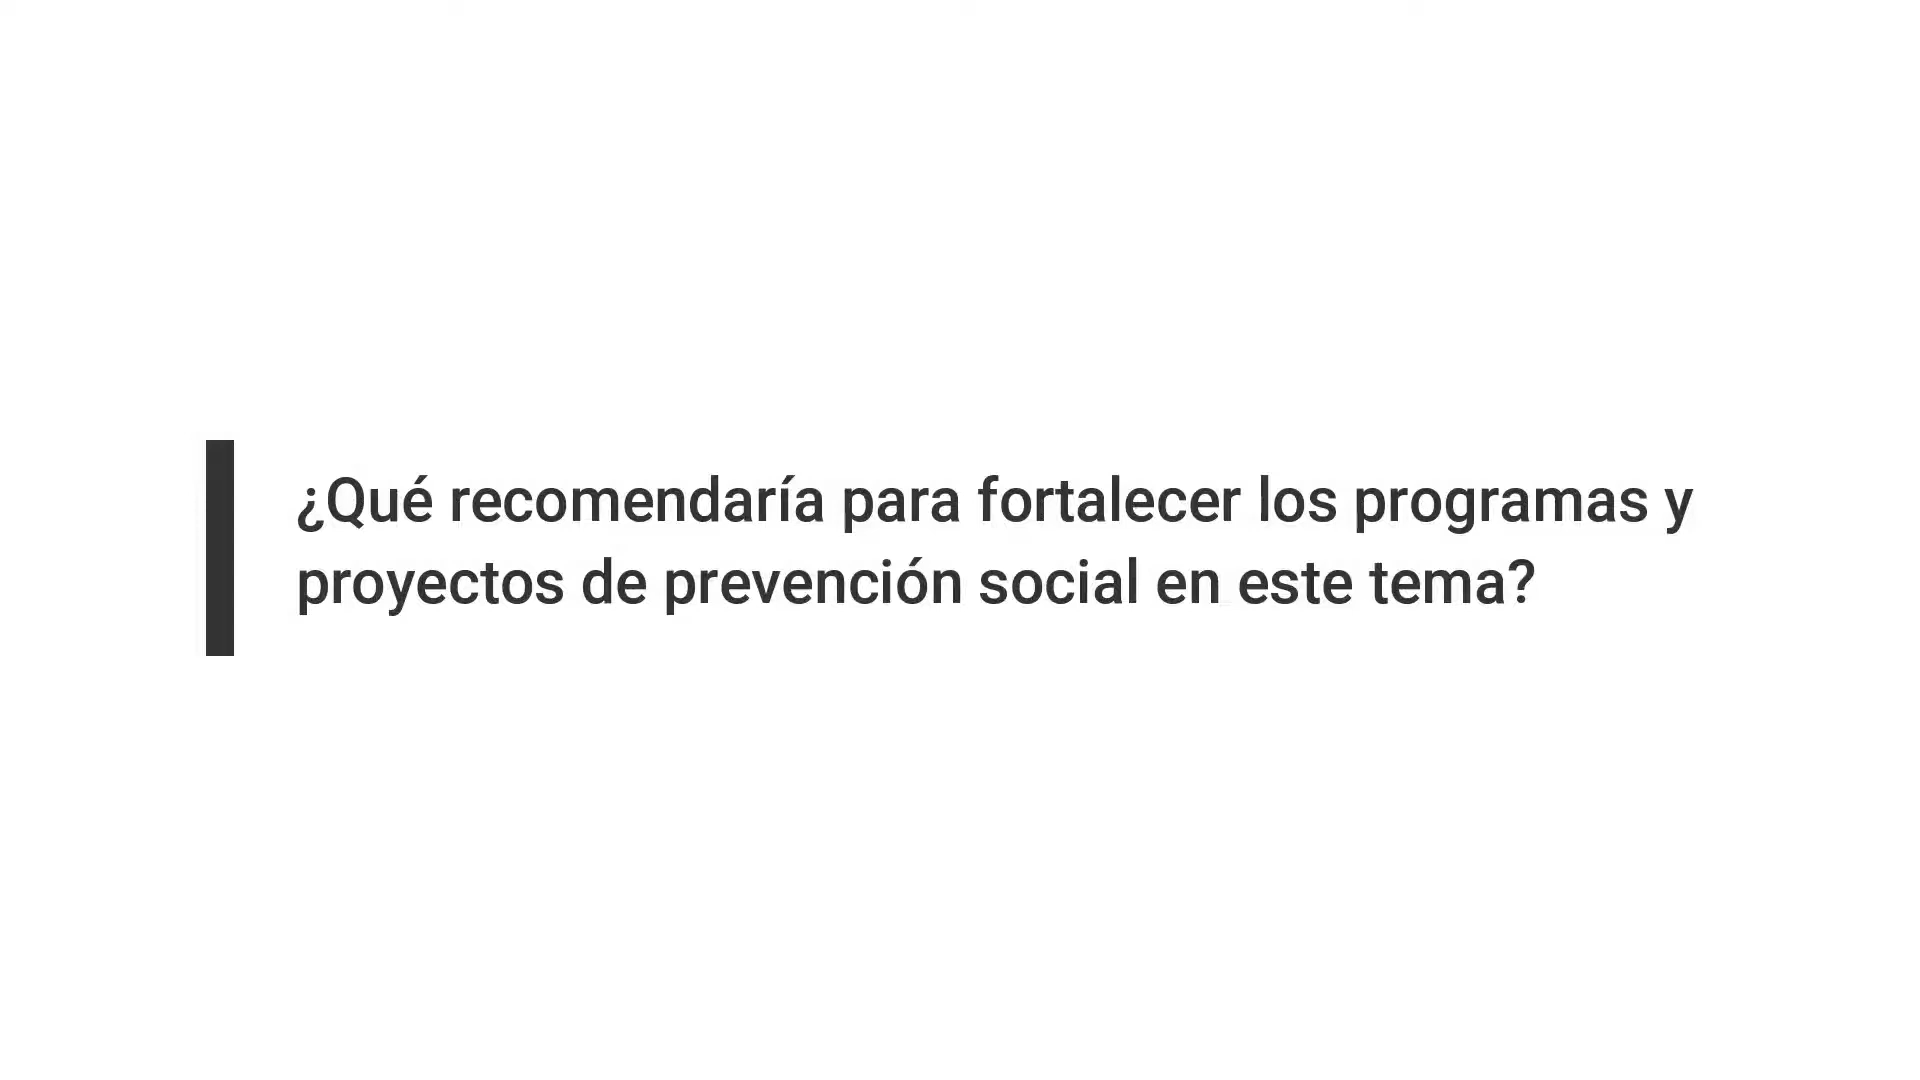 ¿Qué recomendaría para fortalecer los programas y
proyectos de prevención social en este tema?